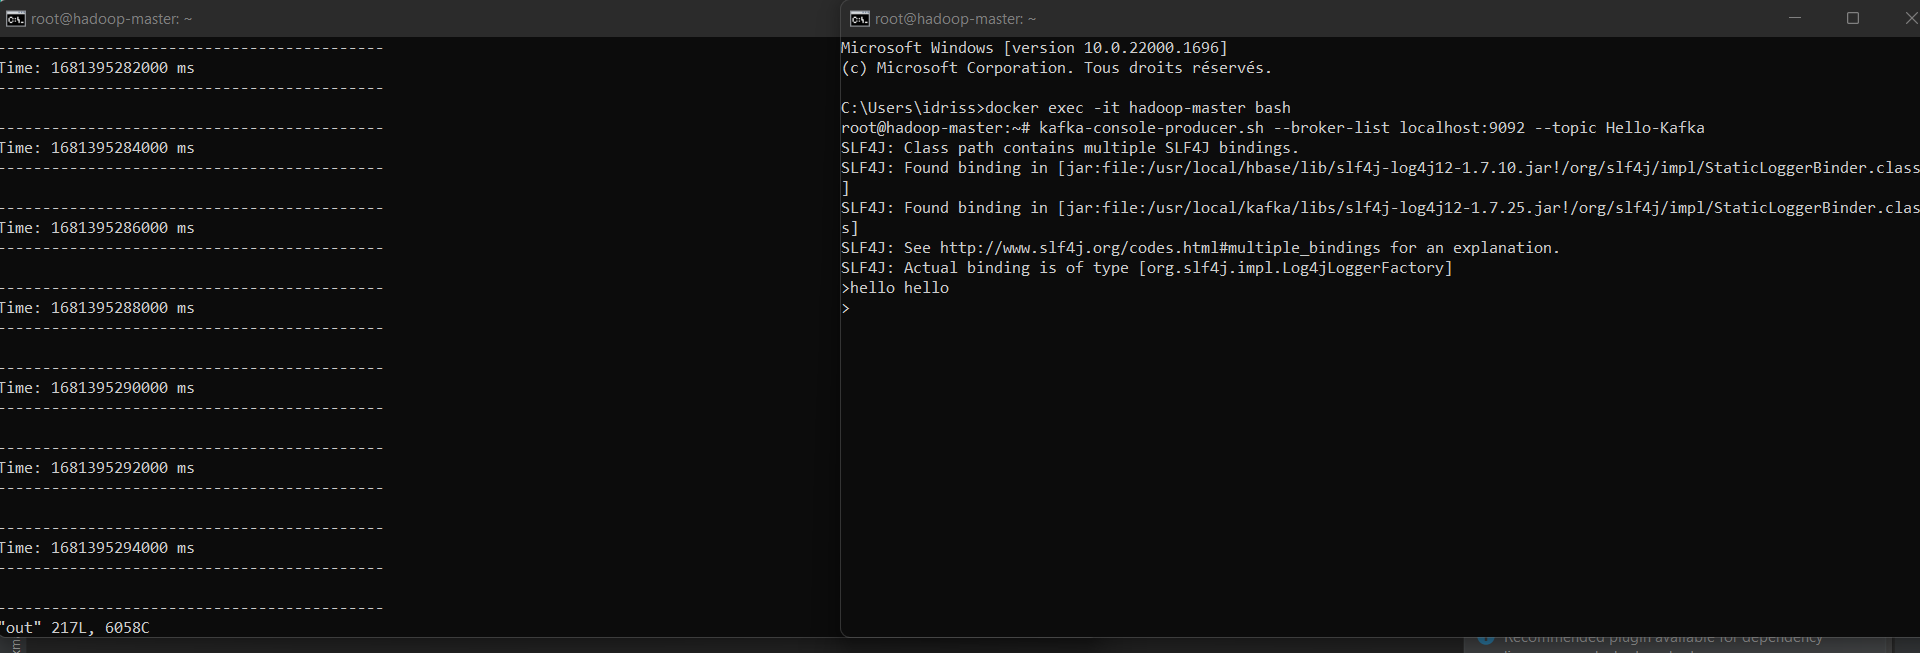 root@hadoop-master: ~
-------------------------------------------
Time: 1681395282000 ms
-------------------------------------------
-------------------------------------------
Time: 1681395284000 ms
-------------------------------------------
-------------------------------------------
Time: 1681395286000 ms
-------------------------------------------
-------------------------------------------
Time: 1681395288000 ms
-------------------------------------------
-------------------------------------------
Time: 1681395290000 ms
-------------------------------------------
-------------------------------------------
Time: 1681395292000 ms
-------------------------------------------
-------------------------------------------
Time: 1681395294000 ms
-------------------------------------------
-------------------------------------------
"out" 217L, 6058C
root@hadoop-master: ~
Microsoft Windows [version 10.0.22000.1696]
(c) Microsoft Corporation. Tous droits réservés.
C:\Users\idriss>docker exec -it hadoop-master bash
root@hadoop-master:~# kafka-console-producer.sh --broker-list localhost:9092 --topic Hello-Kafka
SLF4J: Class path contains multiple SLF4J bindings.
SLF4J: Found binding in [jar:file:/usr/local/hbase/lib/slf4j-log4j12-1.7.10.jar!/org/slf4j/impl/StaticLoggerBinder.class
]
SLF4J: Found binding in [jar:file:/usr/local/kafka/libs/slf4j-log4j12-1.7.25.jar!/org/slf4j/impl/StaticLoggerBinder.clas
s]
SLF4J: See http://www.slf4j.org/codes.html#multiple_bindings for an explanation.
SLF4J: Actual binding is of type [org.slf4j.impl.Log4jLoggerFactory]
>hello hello
>
Recommended plugin available for dependency